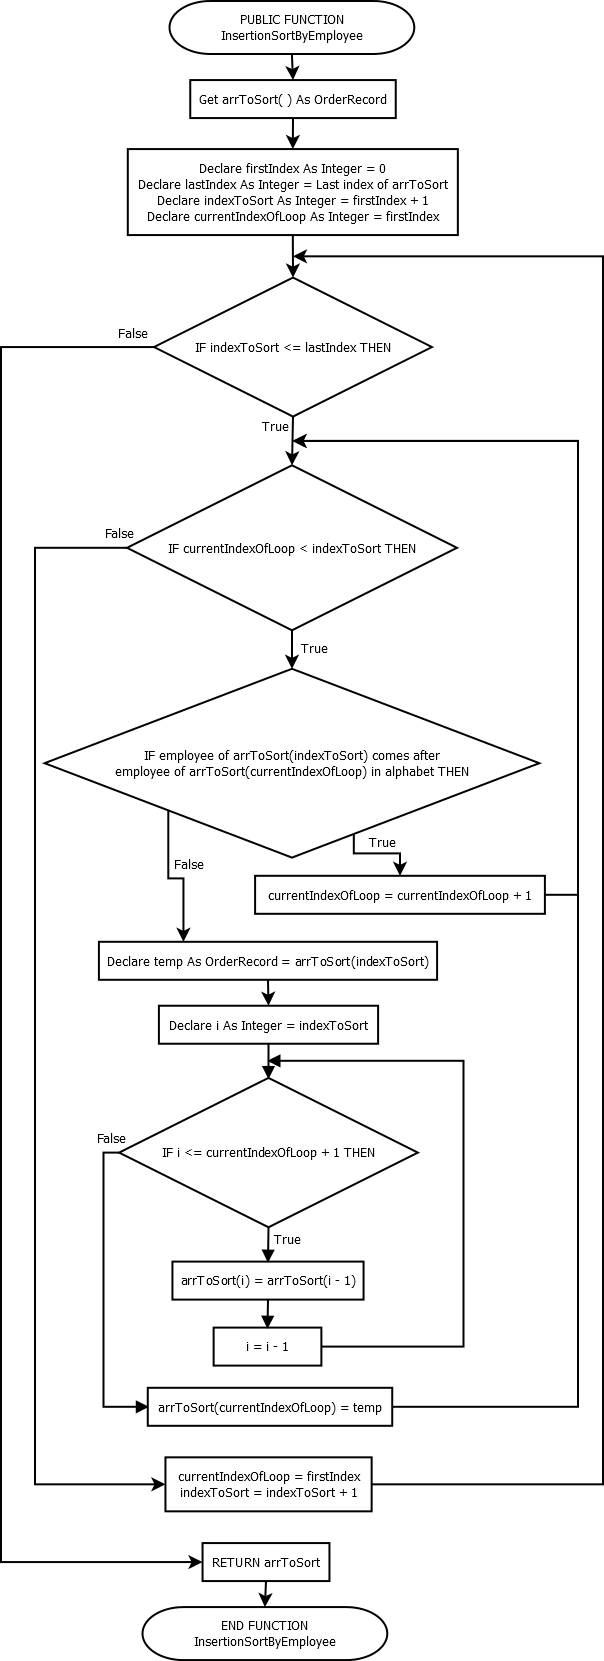 PUBLIC FUNCTION
InsertionSortByEmployee
Get arrToSort( ) As OrderRecord
Declare firstIndex As Integer = 0
Declare lastIndex As Integer = Last index of arrToSort
Declare indexToSort As Integer = firstIndex + 1
Declare currentIndexOfLoop As Integer = firstIndex
False
IF indexToSort <= lastIndex THEN
True
False
IF currentIndexOfLoop < indexToSort THEN
True
IF employee of arrToSort(indexToSort) comes after
employee of arrToSort(currentIndexOfLoop) in alphabet THEN
True
False
currentIndexOfLoop = currentIndexOfLoop + 1
Declare temp As OrderRecord = arrToSort(indexToSort)
Declare i As Integer = indexToSort
False
IF i <= currentIndexOfLoop + 1 THEN
True
arrToSort(i) = arrToSort(i - 1)
i = i - 1
arrToSort(currentIndexOfLoop) = temp
currentIndexOfLoop = firstIndex
indexToSort = indexToSort + 1
RETURN arrToSort
END FUNCTION
InsertionSortByEmployee